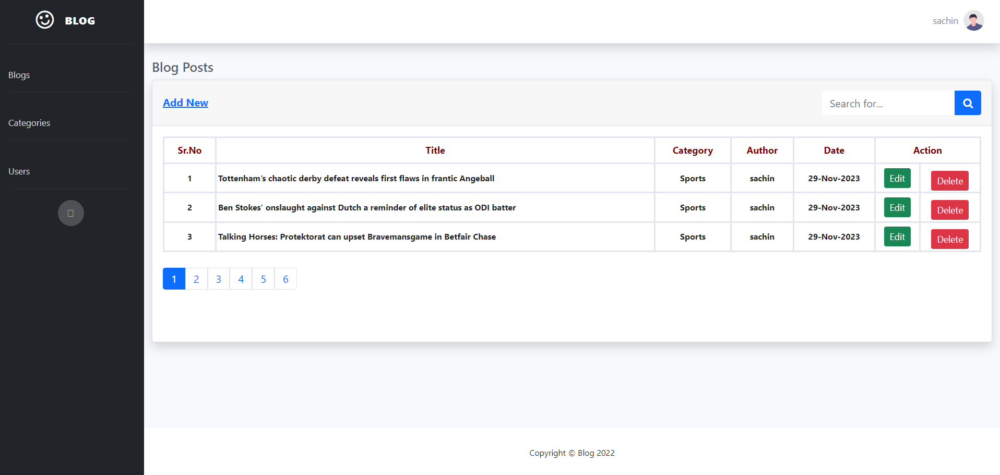 BLOG
sachin
Blogs
Categories
Users
Blog Posts
Add New
Search for...
Sr.No Title Category Author Date Action
1 Tottenham’s chaotic derby defeat reveals first flaws in frantic Angeball Sports sachin 29-Nov-2023 Edit Delete
2 Ben Stokes’ onslaught against Dutch a reminder of elite status as ODI batter Sports sachin 29-Nov-2023 Edit Delete
3 Talking Horses: Protektorat can upset Bravemansgame in Betfair Chase Sports sachin 29-Nov-2023 Edit Delete
1 2 3 4 5 6
Copyright © Blog 2022